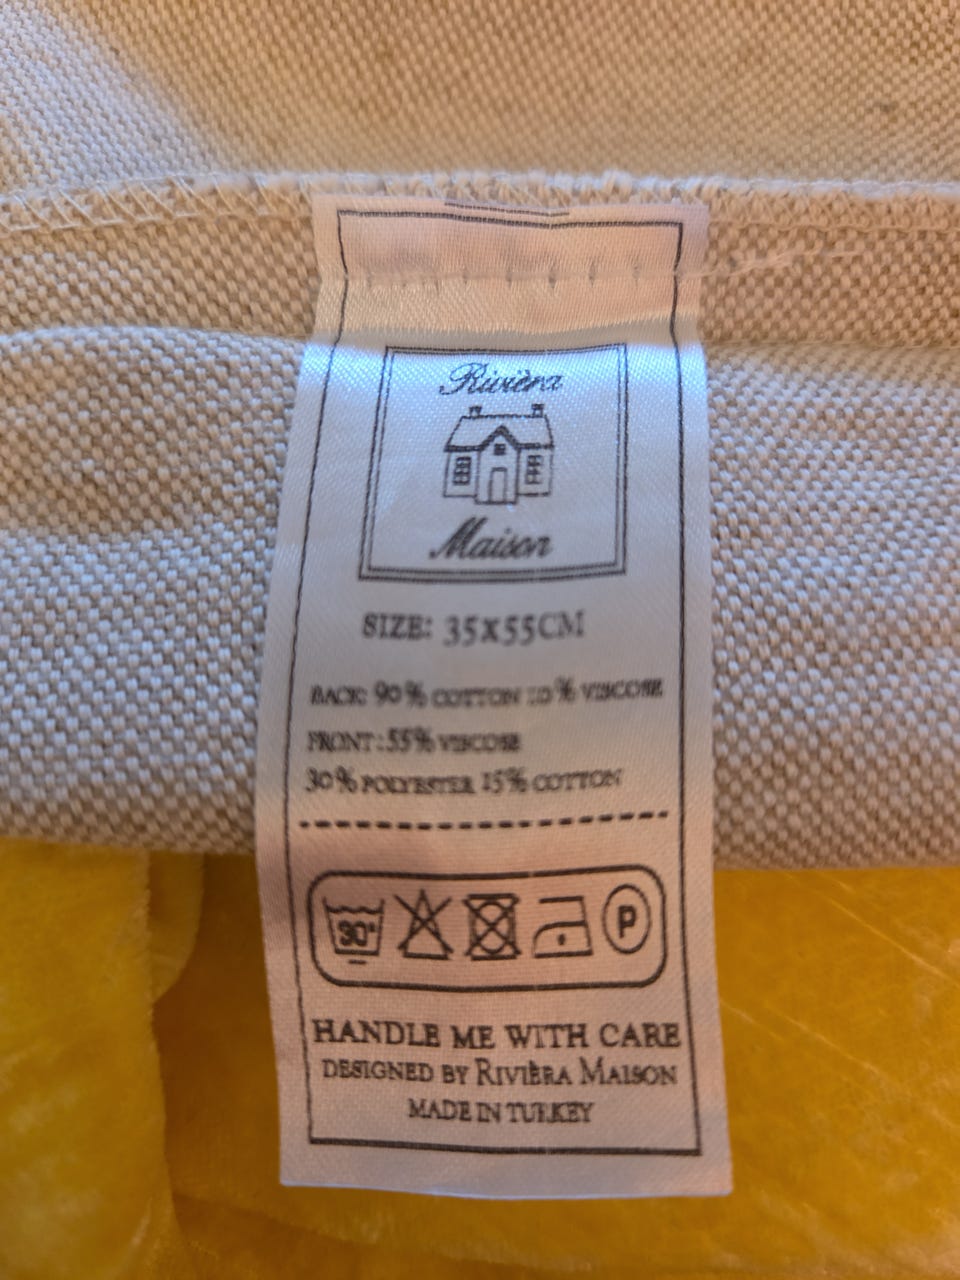 Rivièra
Maison
SIZE: 35X55CM
BACK: 90% COTTON 10% VISCOSE
FRONT: 55% VISCOSE
30% POLYESTER 15% COTTON
30°
P
HANDLE ME WITH CARE
DESIGNED BY RIVIÈRA MAISON
MADE IN TURKEY